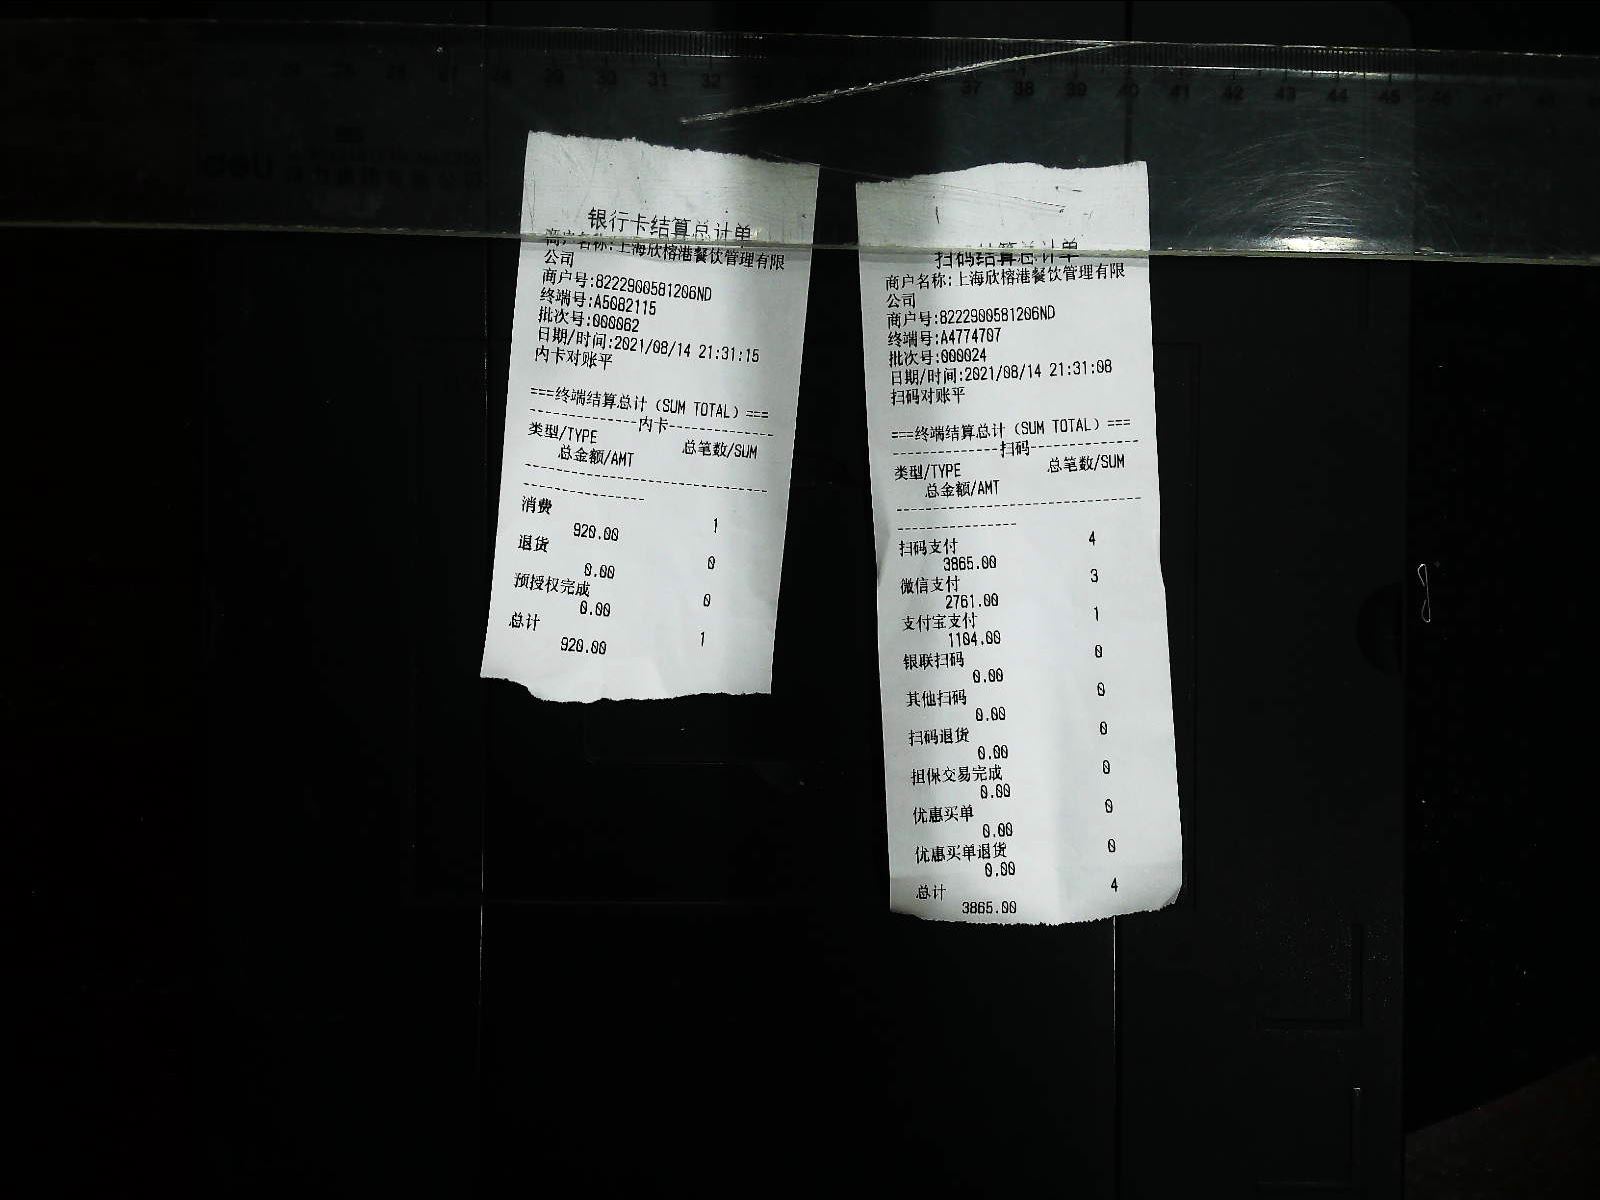 银行卡结算总计单
商户名称:上海欣榕港餐饮管理有限
公司
商户号:8222900581206ND
终端号:A5082115
批次号:000062
日期/时间:2021/08/14 21:31:15
内卡对账平
===终端结算总计(SUM TOTAL)===
-------------内卡-------------
类型/TYPE 总笔数/SUM
总金额/AMT
消费 1
920.00
退货 0
0.00
预授权完成 0
0.00
总计 1
920.00
扫码结算总计单
商户名称:上海欣榕港餐饮管理有限
公司
商户号:8222900581206ND
终端号:A4774707
批次号:000024
日期/时间:2021/08/14 21:31:08
扫码对账平
===终端结算总计(SUM TOTAL)===
-------------扫码-------------
类型/TYPE 总笔数/SUM
总金额/AMT
扫码支付 4
3865.00
微信支付 3
2761.00
支付宝支付 1
1104.00
银联扫码 0
0.00
其他扫码 0
0.00
扫码退货 0
0.00
担保交易完成 0
0.00
优惠买单 0
0.00
优惠买单退货 0
0.00
总计 4
3865.00